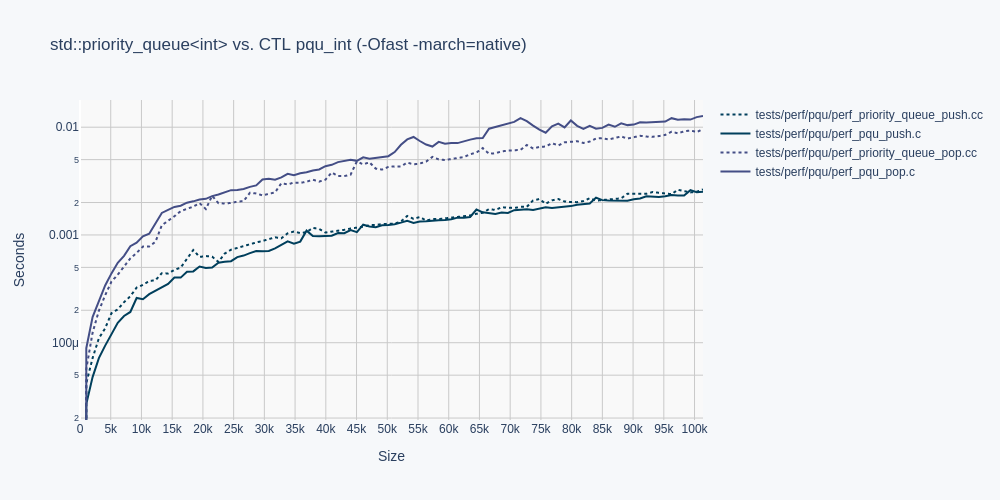 std::priority_queue<int> vs. CTL pqu_int (-Ofast -march=native)
tests/perf/pqu/perf_priority_queue_push.cc
tests/perf/pqu/perf_pqu_push.c
tests/perf/pqu/perf_priority_queue_pop.cc
tests/perf/pqu/perf_pqu_pop.c
Seconds
0.01
5
2
0.001
5
2
100μ
5
2
0 5k 10k 15k 20k 25k 30k 35k 40k 45k 50k 55k 60k 65k 70k 75k 80k 85k 90k 95k 100k
Size